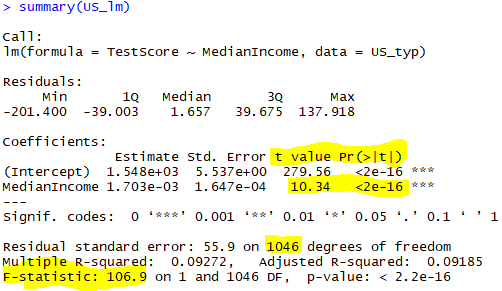 > summary(US_lm)
Call:
lm(formula = TestScore ~ MedianIncome, data = US_typ)
Residuals:
Min 1Q Median 3Q Max
-201.400 -39.003 1.657 39.675 137.918
Coefficients:
Estimate Std. Error t value Pr(>|t|)
(Intercept) 1.548e+03 5.537e+00 279.56 <2e-16 ***
MedianIncome 1.703e-03 1.647e-04 10.34 <2e-16 ***
---
Signif. codes: 0 ‘***’ 0.001 ‘**’ 0.01 ‘*’ 0.05 ‘.’ 0.1 ‘ ’ 1
Residual standard error: 55.9 on 1046 degrees of freedom
Multiple R-squared: 0.09272, Adjusted R-squared: 0.09185
F-statistic: 106.9 on 1 and 1046 DF, p-value: < 2.2e-16